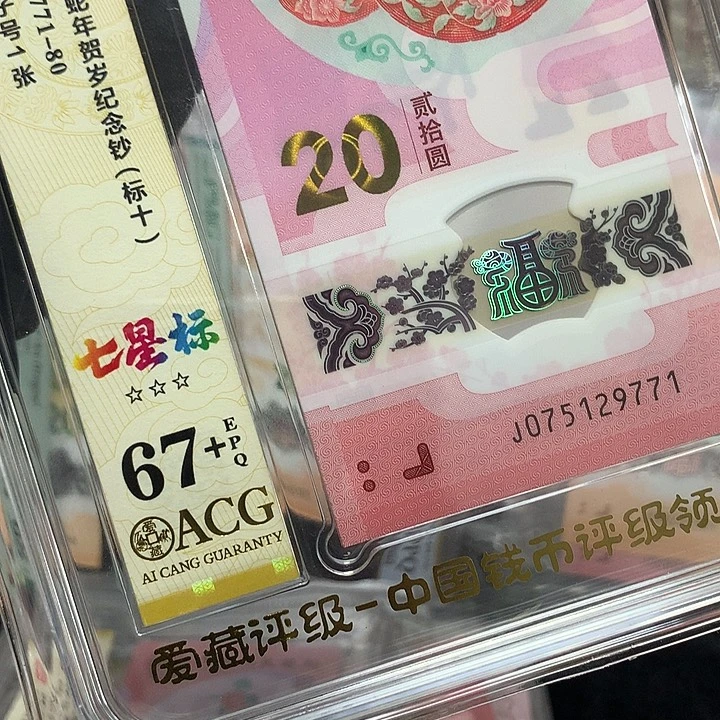 蛇年贺岁纪念钞(标十)
771-80
号1张
七星标
☆☆☆
67+EPQ
ACG
AI CANG GUARANTY
20
贰拾圆
福
J075129771
爱藏评级-中国钱币评级领